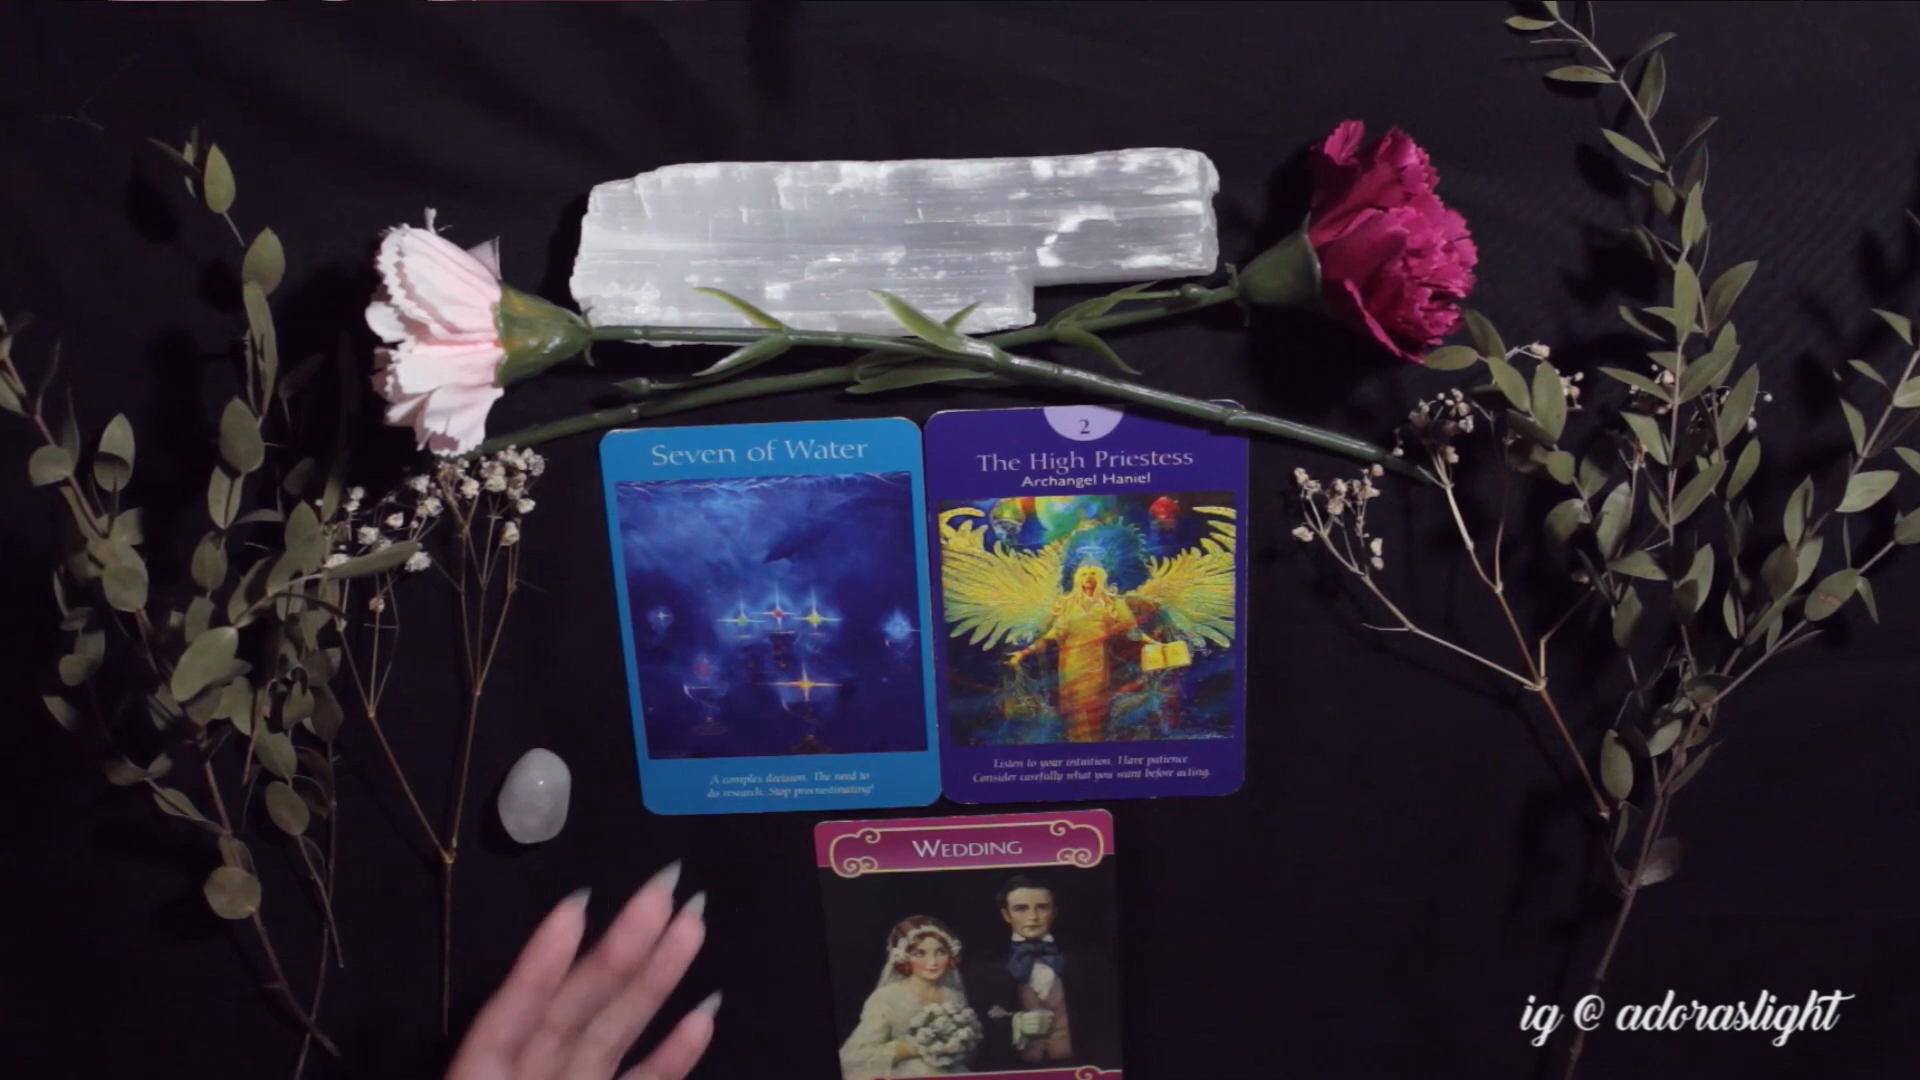 Seven of Water
A complex decision. The need to
do research. Stop procrastinating!
2
The High Priestess
Archangel Haniel
Listen to your intuition. Have patience
Consider carefully what you want before acting.
WEDDING
ig @ adoraslight